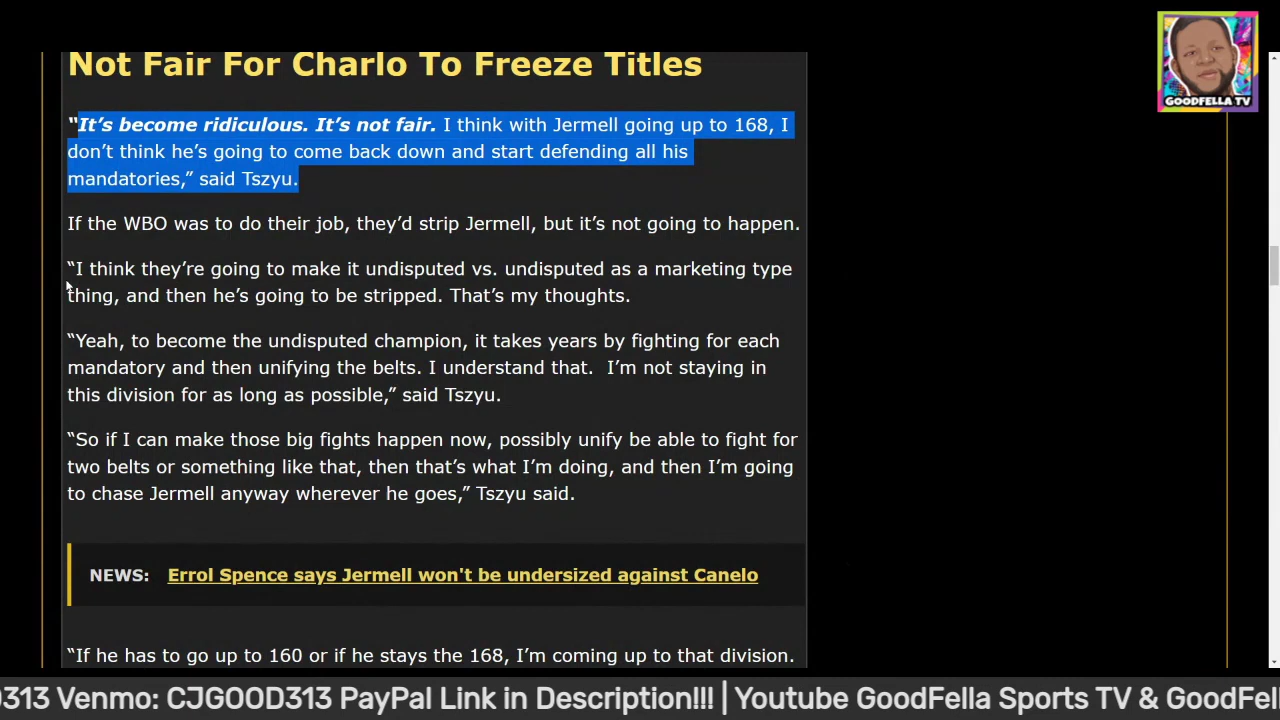 GOODFELLA TV
Not Fair For Charlo To Freeze Titles
“It’s become ridiculous. It’s not fair. I think with Jermell going up to 168, I
don’t think he’s going to come back down and start defending all his
mandatories,” said Tszyu.
If the WBO was to do their job, they’d strip Jermell, but it’s not going to happen.
“I think they’re going to make it undisputed vs. undisputed as a marketing type
thing, and then he’s going to be stripped. That’s my thoughts.
“Yeah, to become the undisputed champion, it takes years by fighting for each
mandatory and then unifying the belts. I understand that.  I’m not staying in
this division for as long as possible,” said Tszyu.
“So if I can make those big fights happen now, possibly unify be able to fight for
two belts or something like that, then that’s what I’m doing, and then I’m going
to chase Jermell anyway wherever he goes,” Tszyu said.
NEWS: Errol Spence says Jermell won't be undersized against Canelo
“If he has to go up to 160 or if he stays the 168, I’m coming up to that division.
D313 Venmo: CJGOOD313 PayPal Link in Description!!! | Youtube GoodFella Sports TV & GoodFell